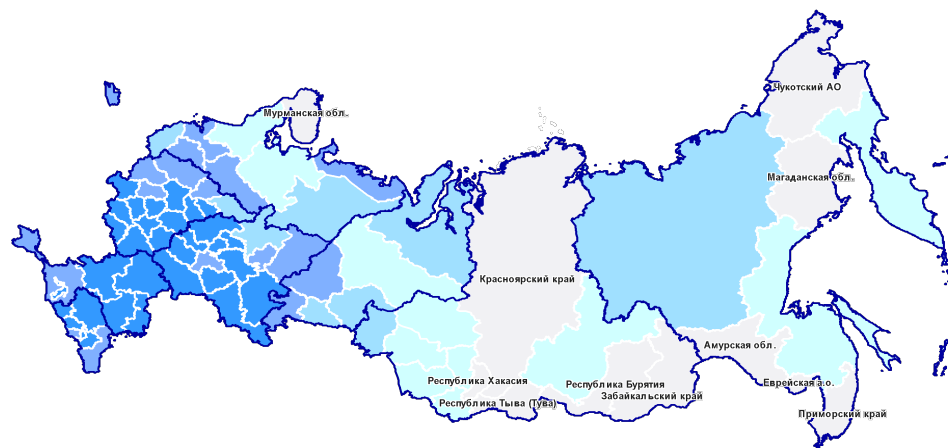 Чукотский АО
Мурманская обл.
Магаданская обл.
Красноярский край
Амурская обл.
Республика Хакасия
Республика Бурятия
Еврейская а.о.
Забайкальский край
Республика Тыва (Тува)
Приморский край